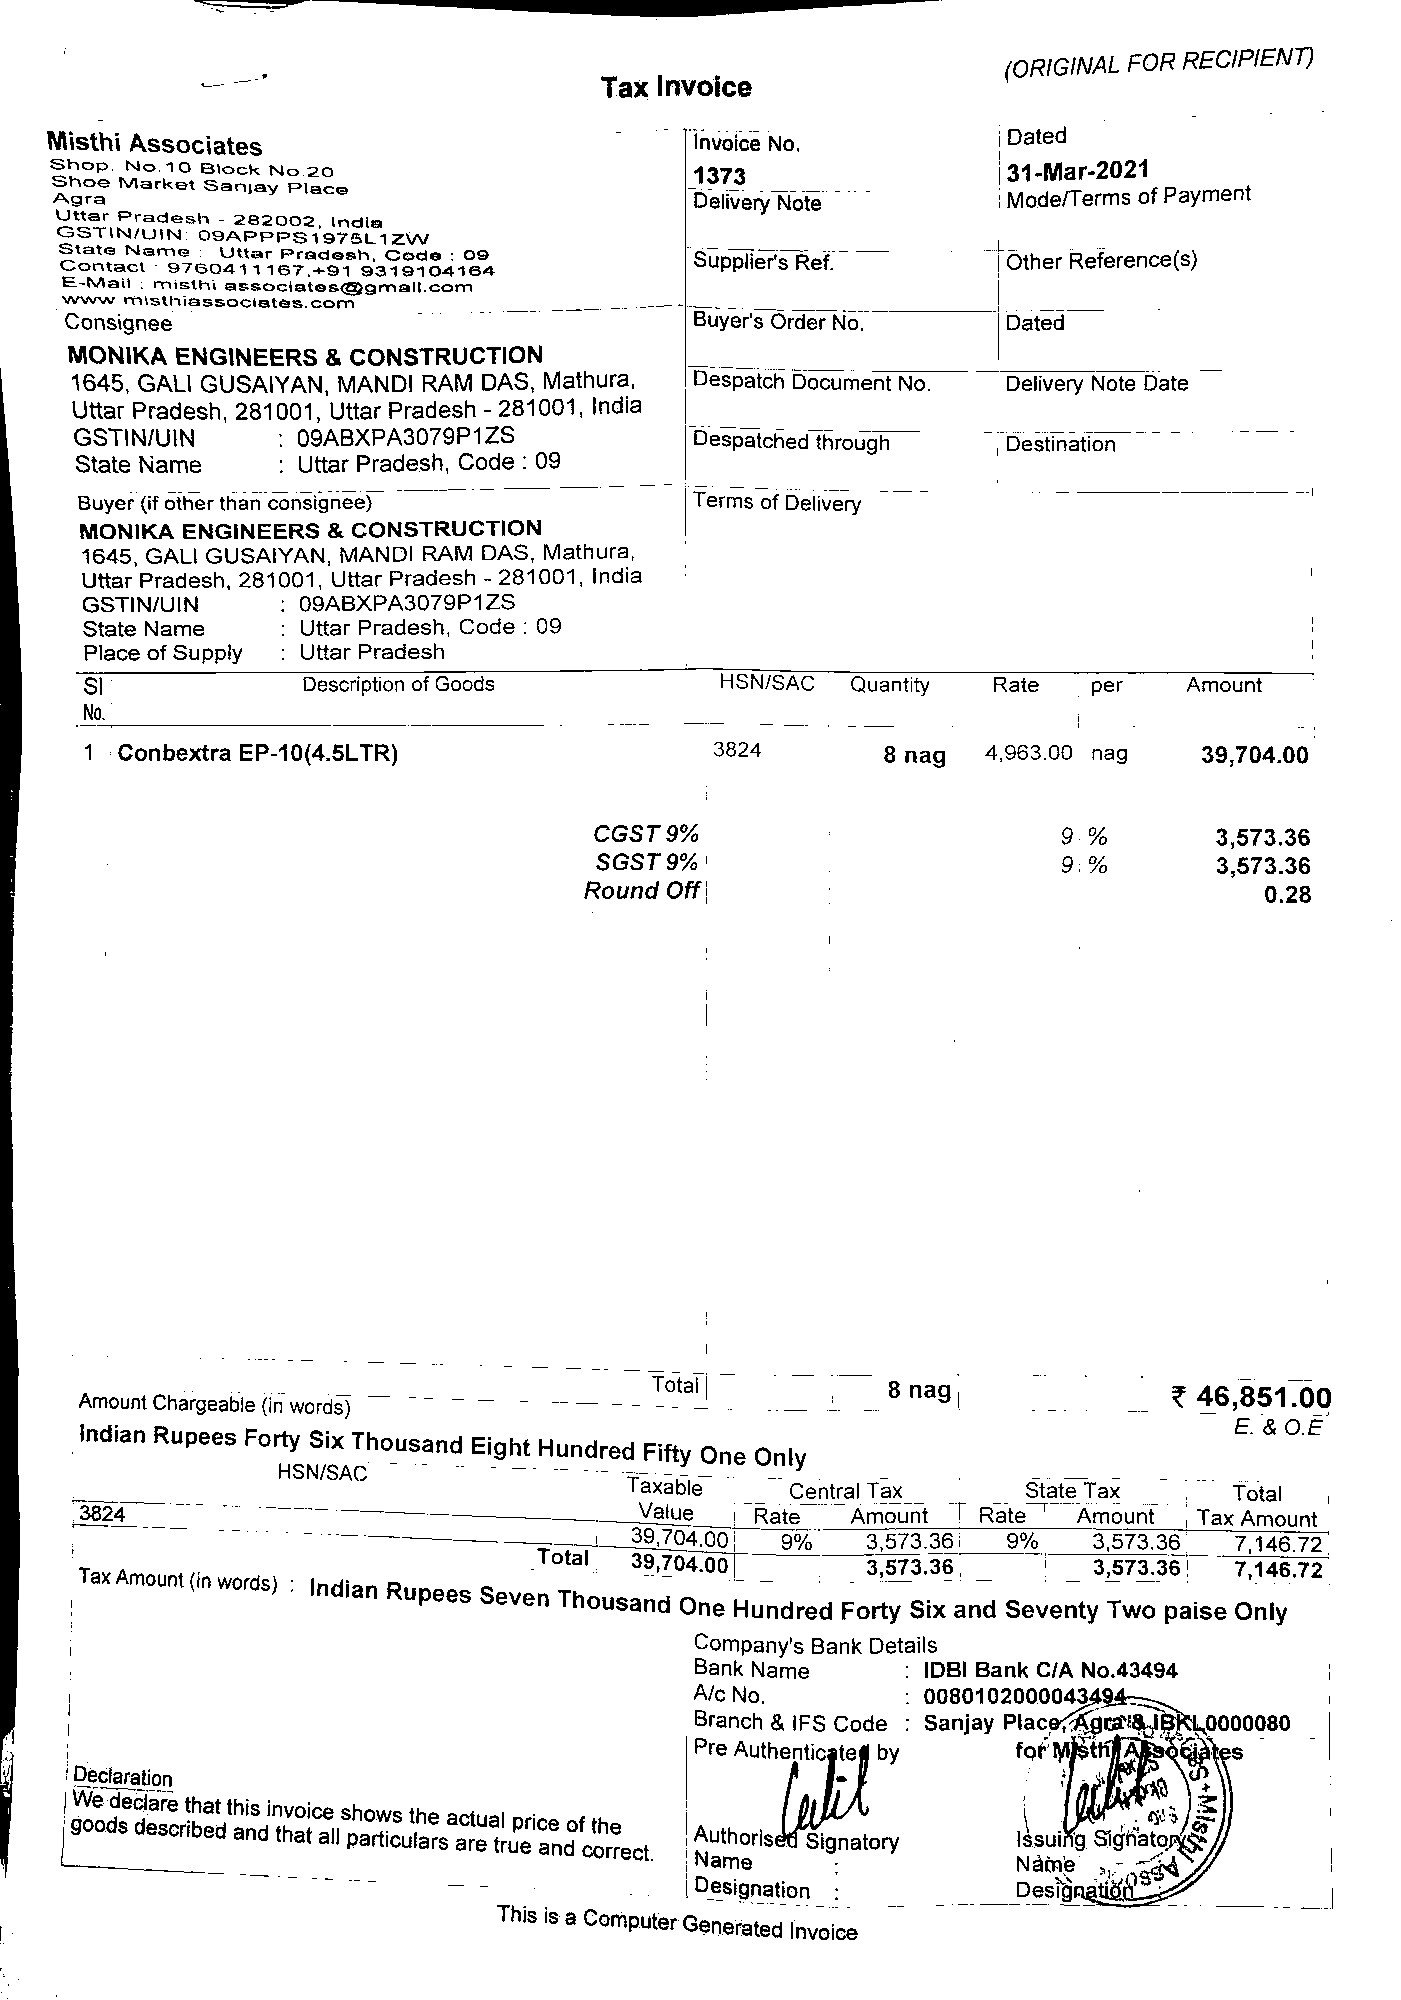 (ORIGINAL FOR RECIPIENT)
Tax Invoice
Misthi Associates
Shop. No.10 Block No.20
Shoe Market Sanjay Place
Agra
Uttar Pradesh - 282002, India
GSTIN/UIN: 09APPPS1975L1ZW
State Name : Uttar Pradesh, Code : 09
Contact : 9760411167,+91 9319104164
E-Mail : misthi associates@gmail.com
www misthiassociates.com
Invoice No.
1373
Dated
31-Mar-2021
Delivery Note
Mode/Terms of Payment
Supplier's Ref.
Other Reference(s)
Buyer's Order No.
Dated
Despatch Document No.
Delivery Note Date
Despatched through
Destination
Terms of Delivery
Consignee
MONIKA ENGINEERS & CONSTRUCTION
1645, GALI GUSAIYAN, MANDI RAM DAS, Mathura,
Uttar Pradesh, 281001, Uttar Pradesh - 281001, India
GSTIN/UIN : 09ABXPA3079P1ZS
State Name : Uttar Pradesh, Code : 09
Buyer (if other than consignee)
MONIKA ENGINEERS & CONSTRUCTION
1645, GALI GUSAIYAN, MANDI RAM DAS, Mathura,
Uttar Pradesh, 281001, Uttar Pradesh - 281001, India
GSTIN/UIN : 09ABXPA3079P1ZS
State Name : Uttar Pradesh, Code : 09
Place of Supply : Uttar Pradesh
Sl No. Description of Goods HSN/SAC Quantity Rate per Amount
1 Conbextra EP-10(4.5LTR) 3824 8 nag 4,963.00 nag 39,704.00
CGST 9% 9 % 3,573.36
SGST 9% 9 % 3,573.36
Round Off 0.28
Total 8 nag ₹ 46,851.00
Amount Chargeable (in words) E. & O.E
Indian Rupees Forty Six Thousand Eight Hundred Fifty One Only
HSN/SAC Taxable Central Tax State Tax Total
Value Rate Amount Rate Amount Tax Amount
3824 39,704.00 9% 3,573.36 9% 3,573.36 7,146.72
Total 39,704.00 3,573.36 3,573.36 7,146.72
Tax Amount (in words) : Indian Rupees Seven Thousand One Hundred Forty Six and Seventy Two paise Only
Company's Bank Details
Bank Name : IDBI Bank C/A No.43494
A/c No. : 0080102000043494
Branch & IFS Code : Sanjay Place, Agra & IBKL0000080
Pre Authenticated by
for Misthi Associates
Declaration
We declare that this invoice shows the actual price of the
goods described and that all particulars are true and correct.
Authorised Signatory
Name :
Designation :
Issuing Signatory
Name
Designation
This is a Computer Generated Invoice